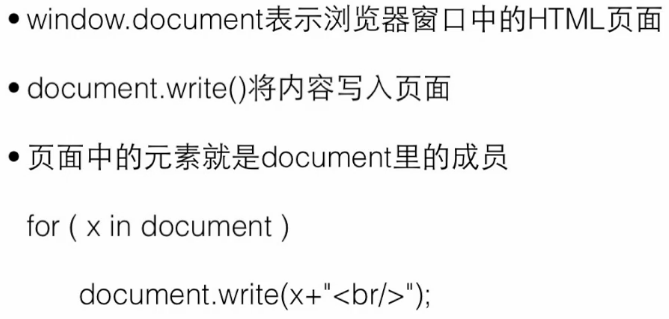 •window.document表示浏览器窗口中的HTML页面
•document.write()将内容写入页面
•页面中的元素就是document里的成员
for ( x in document )
document.write(x+"<br/>");